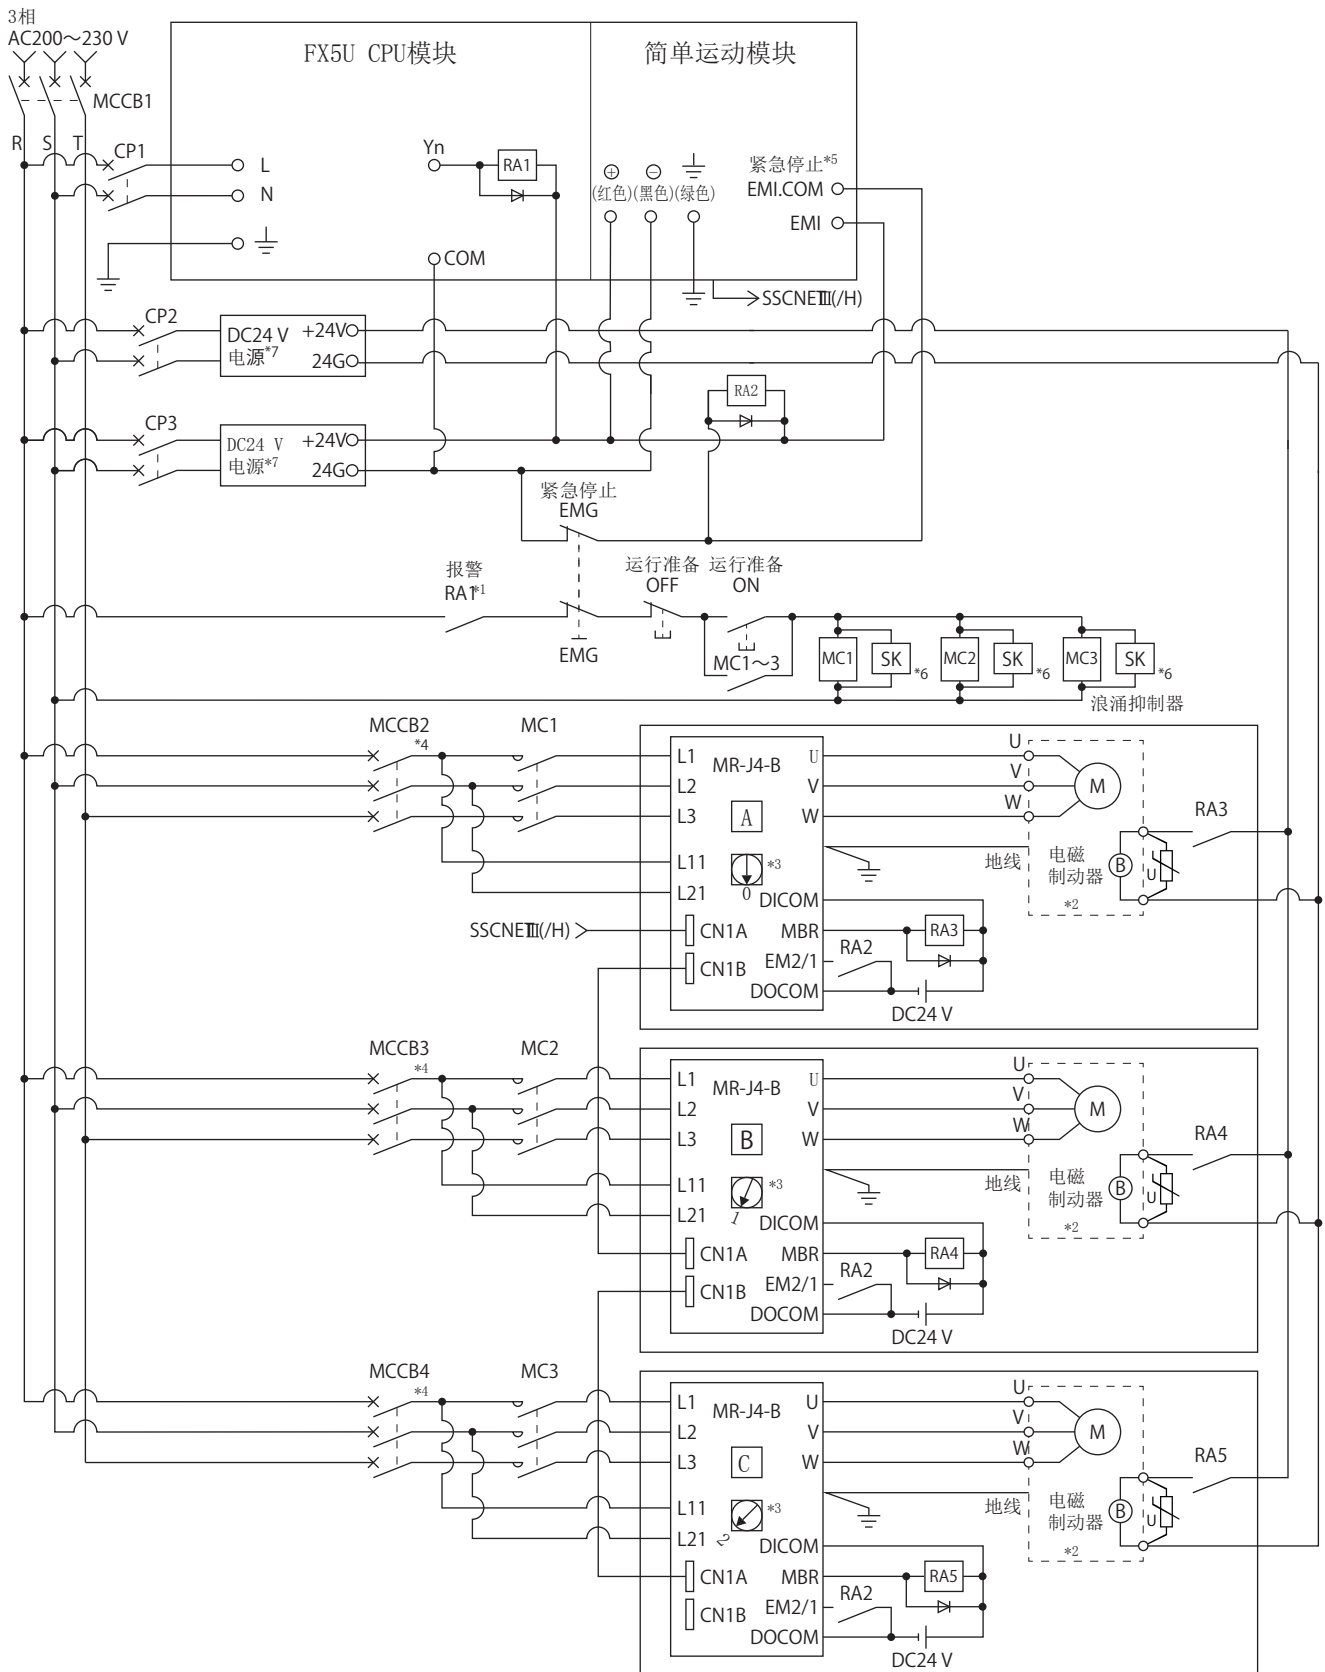 3相
AC200～230 V
MCCB1
R S T
FX5U CPU模块
简单运动模块
CP1
L
N
Yn
RA1
COM
⊕ ⊖
(红色)(黑色)(绿色)
紧急停止*5
EMI.COM
EMI
SSCNETⅢ(/H)
CP2
DC24 V
电源*7
+24V
24G
RA2
CP3
DC24 V
电源*7
+24V
24G
紧急停止
EMG
报警
RA1*1
EMG
运行准备
OFF
运行准备
ON
MC1～3
MC1 SK *6
MC2 SK *6
MC3 SK *6
浪涌抑制器
MCCB2
*4
MC1
L1
L2
L3
L11
L21
CN1A
CN1B
SSCNETⅢ(/H)
MR-J4-B
A
*3
0
U
V
W
DICOM
MBR
EM2/1
DOCOM
地线
U
V
W
M
电磁
制动器
*2
B
U
RA3
RA3
RA2
DC24 V
MCCB3
*4
MC2
L1
L2
L3
L11
L21
CN1A
CN1B
MR-J4-B
B
*3
1
U
V
W
DICOM
MBR
EM2/1
DOCOM
地线
U
V
W
M
电磁
制动器
*2
B
U
RA4
RA4
RA2
DC24 V
MCCB4
*4
MC3
L1
L2
L3
L11
L21
CN1A
CN1B
MR-J4-B
C
*3
2
U
V
W
DICOM
MBR
EM2/1
DOCOM
地线
U
V
W
M
电磁
制动器
*2
B
U
RA5
RA5
RA2
DC24 V